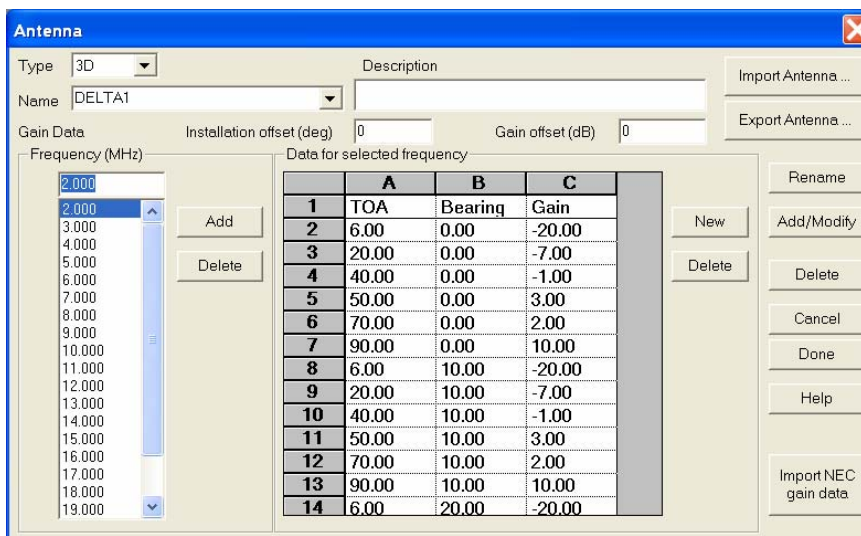 Antenna
Type 3D Description Import Antenna ...
Name DELTA1 Export Antenna ...
Gain Data Installation offset (deg) 0 Gain offset (dB) 0
Frequency (MHz)
2.000
2.000
3.000
4.000
5.000
6.000
7.000
8.000
9.000
10.000
11.000
12.000
13.000
14.000
15.000
16.000
17.000
18.000
19.000
Add
Delete
Data for selected frequency
A B C
1 TOA Bearing Gain
2 6.00 0.00 -20.00
3 20.00 0.00 -7.00
4 40.00 0.00 -1.00
5 50.00 0.00 3.00
6 70.00 0.00 2.00
7 90.00 0.00 10.00
8 6.00 10.00 -20.00
9 20.00 10.00 -7.00
10 40.00 10.00 -1.00
11 50.00 10.00 3.00
12 70.00 10.00 2.00
13 90.00 10.00 10.00
14 6.00 20.00 -20.00
New
Delete
Rename
Add/Modify
Delete
Cancel
Done
Help
Import NEC
gain data